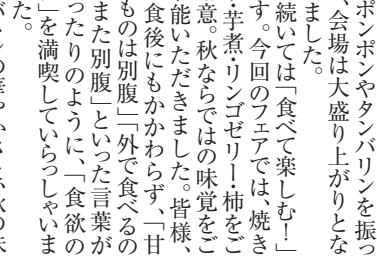 ポンポンやタンバリンを振っ
、会場は大盛り上がりとな
ました。
続いては「食べて楽しむ！」
す。今回のフェアでは、焼き
・芋煮・リンゴゼリー・柿をご
意。秋ならではの味覚をご
能いただきました。皆様、
食後にもかかわらず、「甘
ものは別腹」「外で食べるの
また別腹」といった言葉が
ったりのように、「食欲の
」を満喫していらっしゃいま
た。